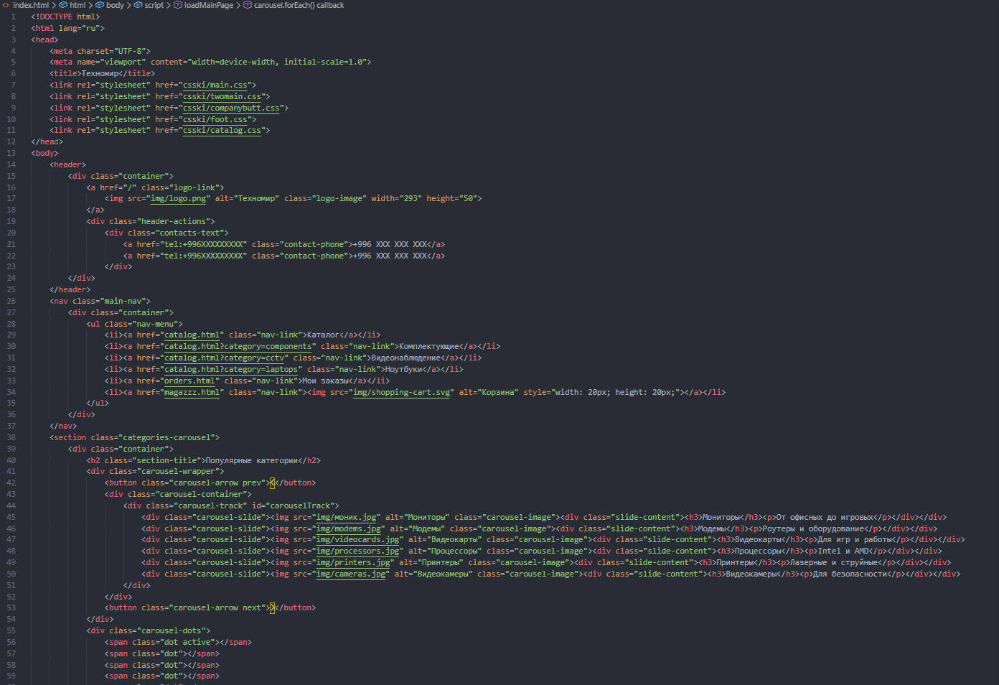 index.html > html > body > script > loadMainPage > carousel.forEach() callback
1 <!DOCTYPE html>
2 <html lang="ru">
3 <head>
4 <meta charset="UTF-8">
5 <meta name="viewport" content="width=device-width, initial-scale=1.0">
6 <title>Техномир</title>
7 <link rel="stylesheet" href="csski/main.css">
8 <link rel="stylesheet" href="csski/twomain.css">
9 <link rel="stylesheet" href="csski/companybutt.css">
10 <link rel="stylesheet" href="csski/foot.css">
11 <link rel="stylesheet" href="csski/catalog.css">
12 </head>
13 <body>
14 <header>
15 <div class="container">
16 <a href="/" class="logo-link">
17 <img src="img/logo.png" alt="Техномир" class="logo-image" width="293" height="50">
18 </a>
19 <div class="header-actions">
20 <div class="contacts-text">
21 <a href="tel:+996XXXXXXXXX" class="contact-phone">+996 XXX XXX XXX</a>
22 <a href="tel:+996XXXXXXXXX" class="contact-phone">+996 XXX XXX XXX</a>
23 </div>
24 </div>
25 </header>
26 <nav class="main-nav">
27 <div class="container">
28 <ul class="nav-menu">
29 <li><a href="catalog.html" class="nav-link">Каталог</a></li>
30 <li><a href="catalog.html?category=components" class="nav-link">Комплектующие</a></li>
31 <li><a href="catalog.html?category=cctv" class="nav-link">Видеонаблюдение</a></li>
32 <li><a href="catalog.html?category=laptops" class="nav-link">Ноутбуки</a></li>
33 <li><a href="orders.html" class="nav-link">Мои заказы</a></li>
34 <li><a href="magazzz.html" class="nav-link"><img src="img/shopping-cart.svg" alt="Корзина" style="width: 20px; height: 20px;"></a></li>
35 </ul>
36 </div>
37 </nav>
38 <section class="categories-carousel">
39 <div class="container">
40 <h2 class="section-title">Популярные категории</h2>
41 <div class="carousel-wrapper">
42 <button class="carousel-arrow prev">❮</button>
43 <div class="carousel-container">
44 <div class="carousel-track" id="carouselTrack">
45 <div class="carousel-slide"><img src="img/моник.jpg" alt="Мониторы" class="carousel-image"><div class="slide-content"><h3>Мониторы</h3><p>От офисных до игровых</p></div></div>
46 <div class="carousel-slide"><img src="img/modems.jpg" alt="Модемы" class="carousel-image"><div class="slide-content"><h3>Модемы</h3><p>Роутеры и оборудование</p></div></div>
47 <div class="carousel-slide"><img src="img/videocards.jpg" alt="Видеокарты" class="carousel-image"><div class="slide-content"><h3>Видеокарты</h3><p>Для игр и работы</p></div></div>
48 <div class="carousel-slide"><img src="img/processors.jpg" alt="Процессоры" class="carousel-image"><div class="slide-content"><h3>Процессоры</h3><p>Intel и AMD</p></div></div>
49 <div class="carousel-slide"><img src="img/printers.jpg" alt="Принтеры" class="carousel-image"><div class="slide-content"><h3>Принтеры</h3><p>Лазерные и струйные</p></div></div>
50 <div class="carousel-slide"><img src="img/cameras.jpg" alt="Видеокамеры" class="carousel-image"><div class="slide-content"><h3>Видеокамеры</h3><p>Для безопасности</p></div></div>
51 </div>
52 </div>
53 <button class="carousel-arrow next">❯</button>
54 </div>
55 <div class="carousel-dots">
56 <span class="dot active"></span>
57 <span class="dot"></span>
58 <span class="dot"></span>
59 <span class="dot"></span>